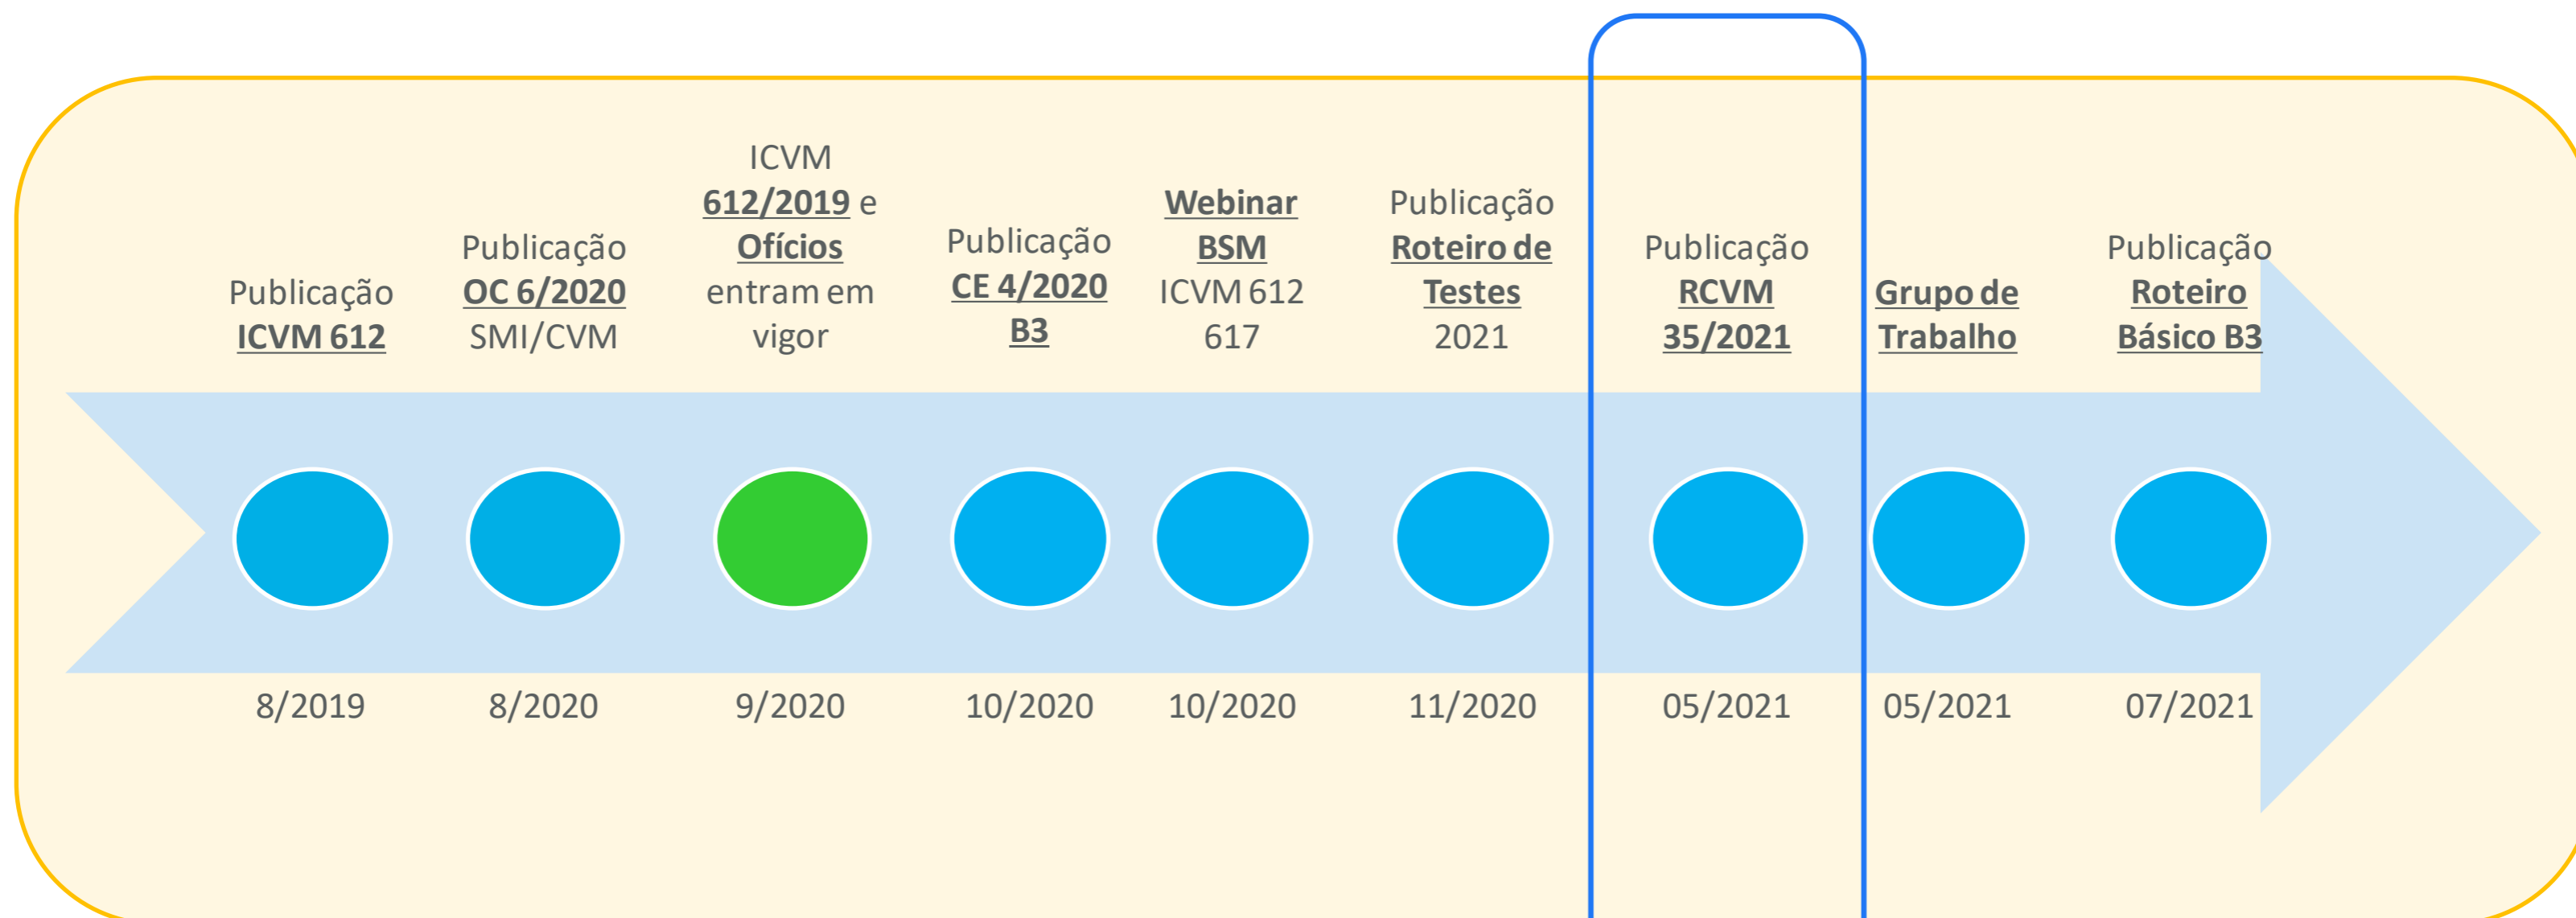 Publicação
ICVM 612
Publicação
OC 6/2020
SMI/CVM
ICVM
612/2019 e
Ofícios
entram em
vigor
Publicação
CE 4/2020
B3
Webinar
BSM
ICVM 612
617
Publicação
Roteiro de
Testes
2021
Publicação
RCVM
35/2021
Grupo de
Trabalho
Publicação
Roteiro
Básico B3
8/2019
8/2020
9/2020
10/2020
10/2020
11/2020
05/2021
05/2021
07/2021